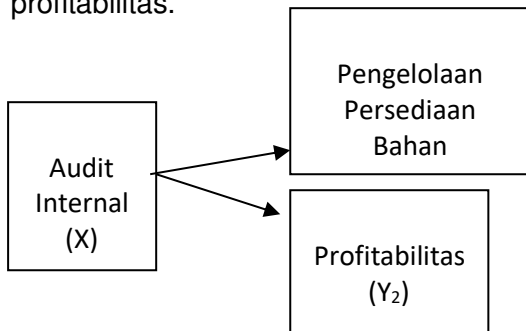 profitabilitas.
Pengelolaan
Persediaan
Bahan
Audit
Internal
(X)
Profitabilitas
(Y₂)